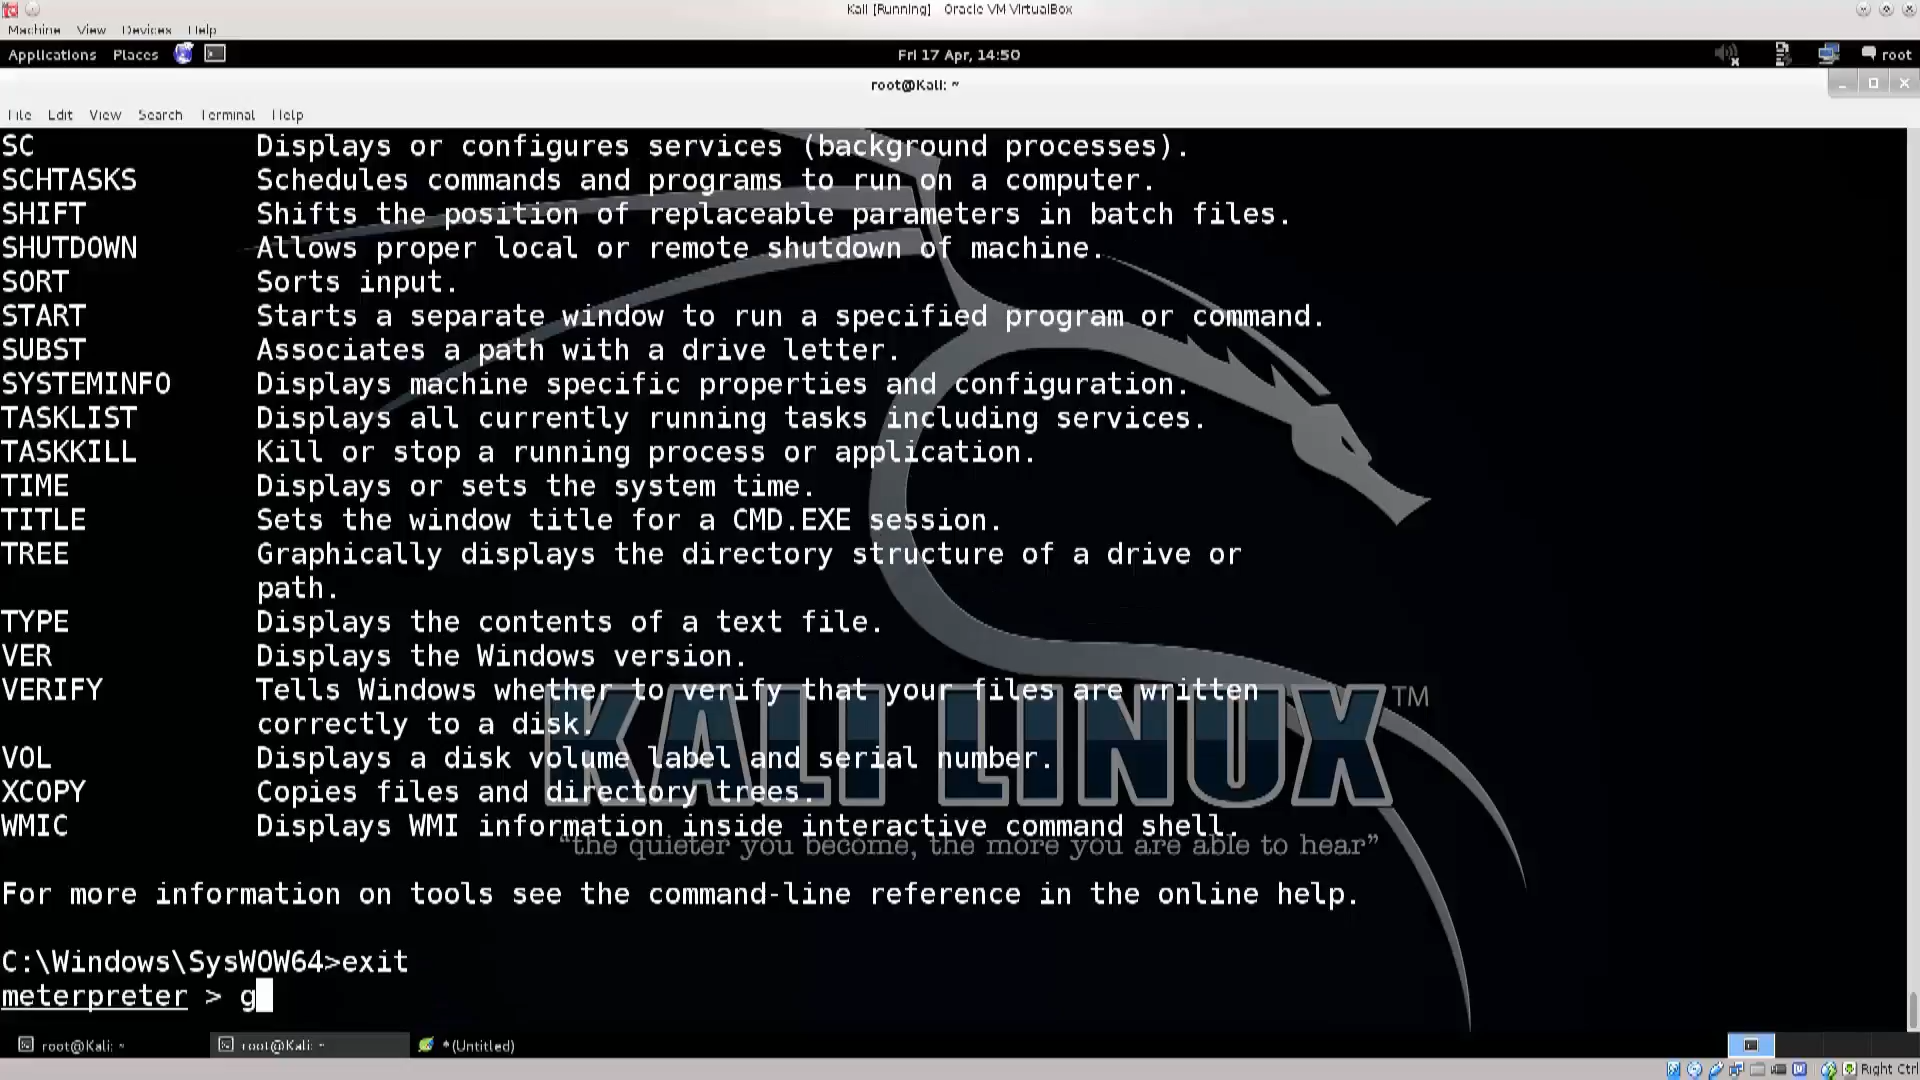 Kali [Running] - Oracle VM VirtualBox
Machine View Devices Help
Applications Places Fri 17 Apr, 14:50 root
root@Kali: ~
File Edit View Search Terminal Help
SC Displays or configures services (background processes).
SCHTASKS Schedules commands and programs to run on a computer.
SHIFT Shifts the position of replaceable parameters in batch files.
SHUTDOWN Allows proper local or remote shutdown of machine.
SORT Sorts input.
START Starts a separate window to run a specified program or command.
SUBST Associates a path with a drive letter.
SYSTEMINFO Displays machine specific properties and configuration.
TASKLIST Displays all currently running tasks including services.
TASKKILL Kill or stop a running process or application.
TIME Displays or sets the system time.
TITLE Sets the window title for a CMD.EXE session.
TREE Graphically displays the directory structure of a drive or
path.
TYPE Displays the contents of a text file.
VER Displays the Windows version.
VERIFY Tells Windows whether to verify that your files are written
correctly to a disk.
VOL Displays a disk volume label and serial number.
XCOPY Copies files and directory trees.
WMIC Displays WMI information inside interactive command shell.
KALI LINUX™
“the quieter you become, the more you are able to hear”
For more information on tools see the command-line reference in the online help.
C:\Windows\SysWOW64>exit
meterpreter > g
root@Kali: ~ root@Kali: ~ *(Untitled)
Right Ctrl